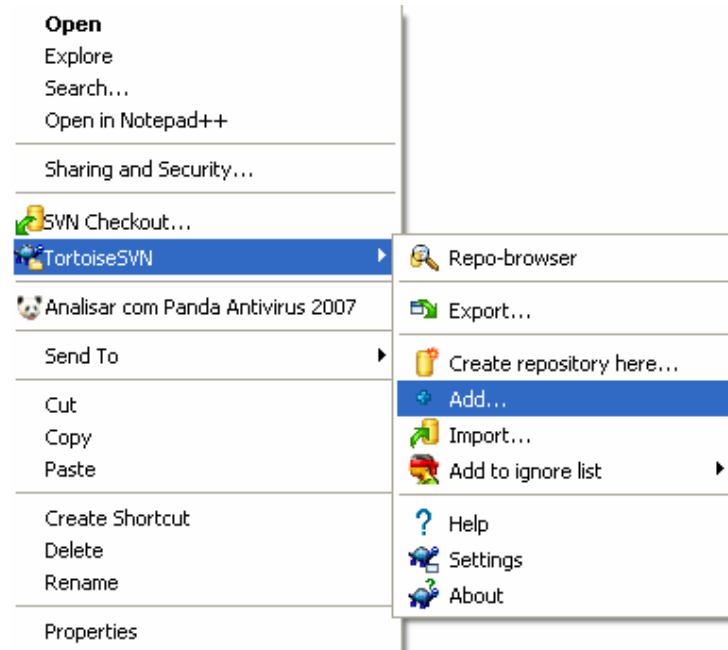 Open
Explore
Search...
Open in Notepad++
Sharing and Security...
SVN Checkout...
TortoiseSVN
Analisar com Panda Antivirus 2007
Send To
Cut
Copy
Paste
Create Shortcut
Delete
Rename
Properties
Repo-browser
Export...
Create repository here...
Add...
Import...
Add to ignore list
Help
Settings
About